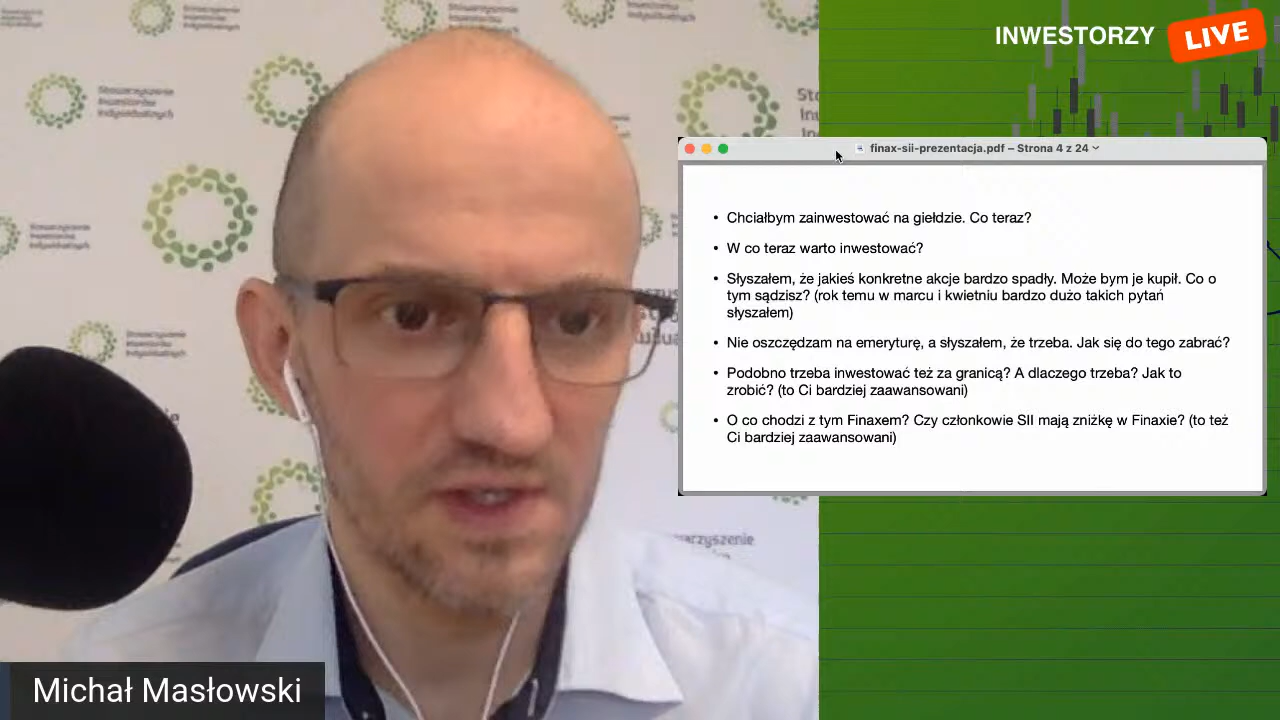 INWESTORZY LIVE
finax-sii-prezentacja.pdf – Strona 4 z 24
• Chciałbym zainwestować na giełdzie. Co teraz?
• W co teraz warto inwestować?
• Słyszałem, że jakieś konkretne akcje bardzo spadły. Może bym je kupił. Co o
tym sądzisz? (rok temu w marcu i kwietniu bardzo dużo takich pytań
słyszałem)
• Nie oszczędzam na emeryturę, a słyszałem, że trzeba. Jak się do tego zabrać?
• Podobno trzeba inwestować też za granicą? A dlaczego trzeba? Jak to
zrobić? (to Ci bardziej zaawansowani)
• O co chodzi z tym Finaxem? Czy członkowie SII mają zniżkę w Finaxie? (to też
Ci bardziej zaawansowani)
Stowarzyszenie
Inwestorów
Indywidualnych
Michał Masłowski